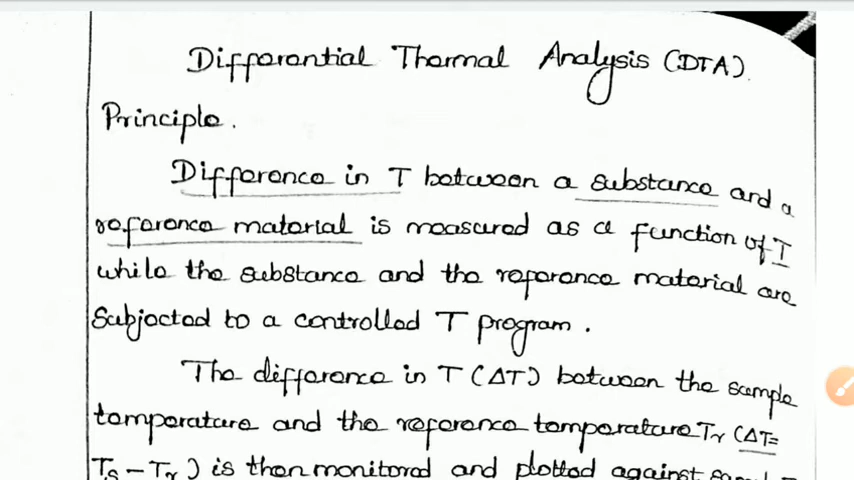 Differential Thermal Analysis (DTA).
Principle.
Difference in T between a substance and a
reference material is measured as a function of T
while the substance and the reference material are
Subjected to a controlled T program.
The difference in T (ΔT) between the sample
temperature and the reference temperature Tr (ΔT=
Ts - Tr) is then monitored and plotted against